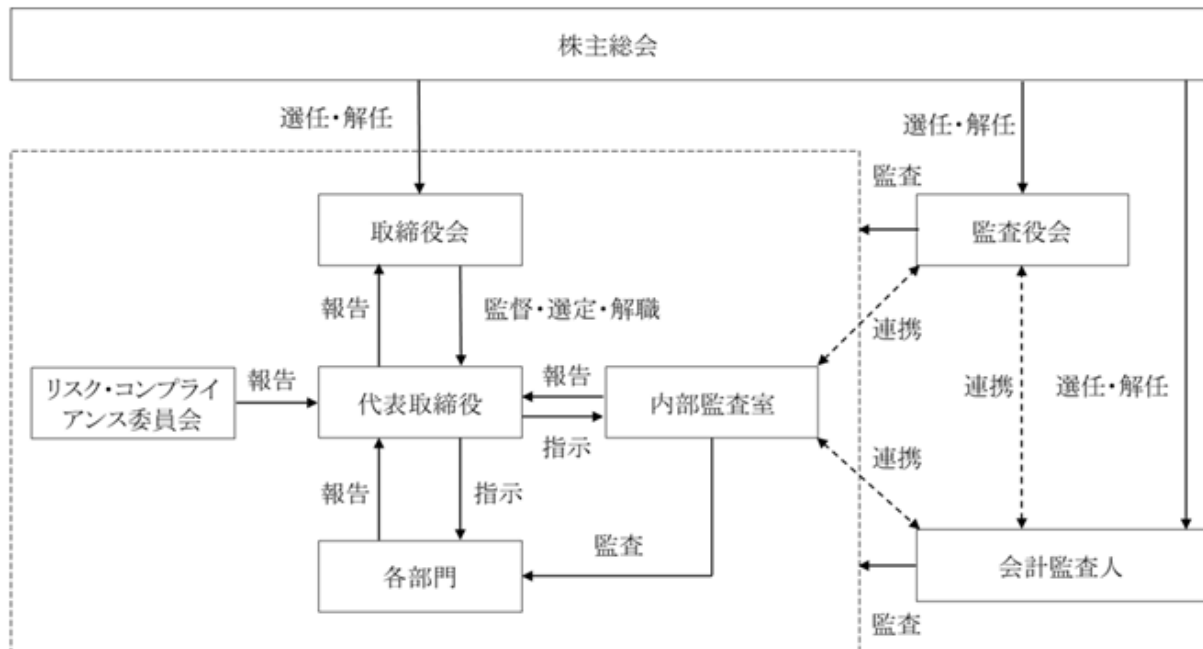 株主総会
選任・解任
選任・解任
監査
取締役会
監査役会
報告
監督・選定・解職
連携
リスク・コンプライ
アンス委員会
報告
代表取締役
報告
指示
内部監査室
連携
選任・解任
報告
指示
連携
監査
各部門
会計監査人
監査